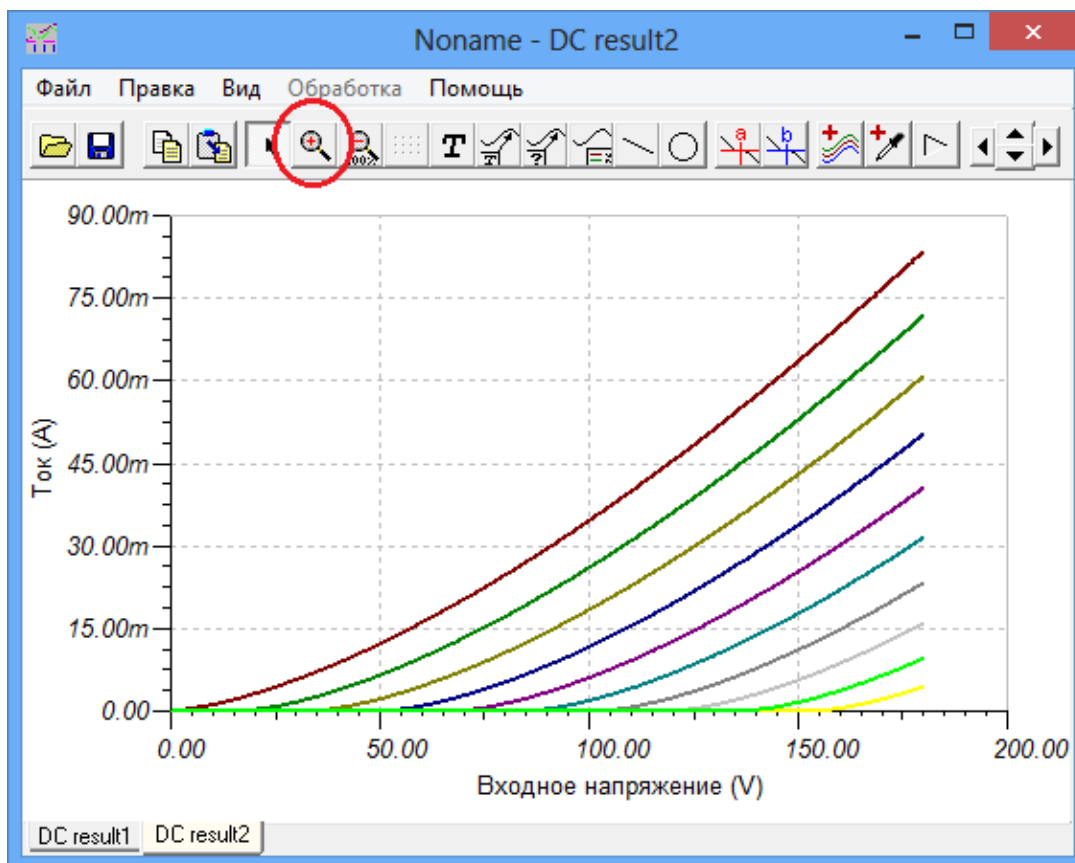 Noname - DC result2
Файл Правка Вид Обработка Помощь
100% T T ? a b
90.00m
75.00m
60.00m
45.00m
30.00m
15.00m
0.00
Ток (A)
0.00 50.00 100.00 150.00 200.00
Входное напряжение (V)
DC result1 DC result2